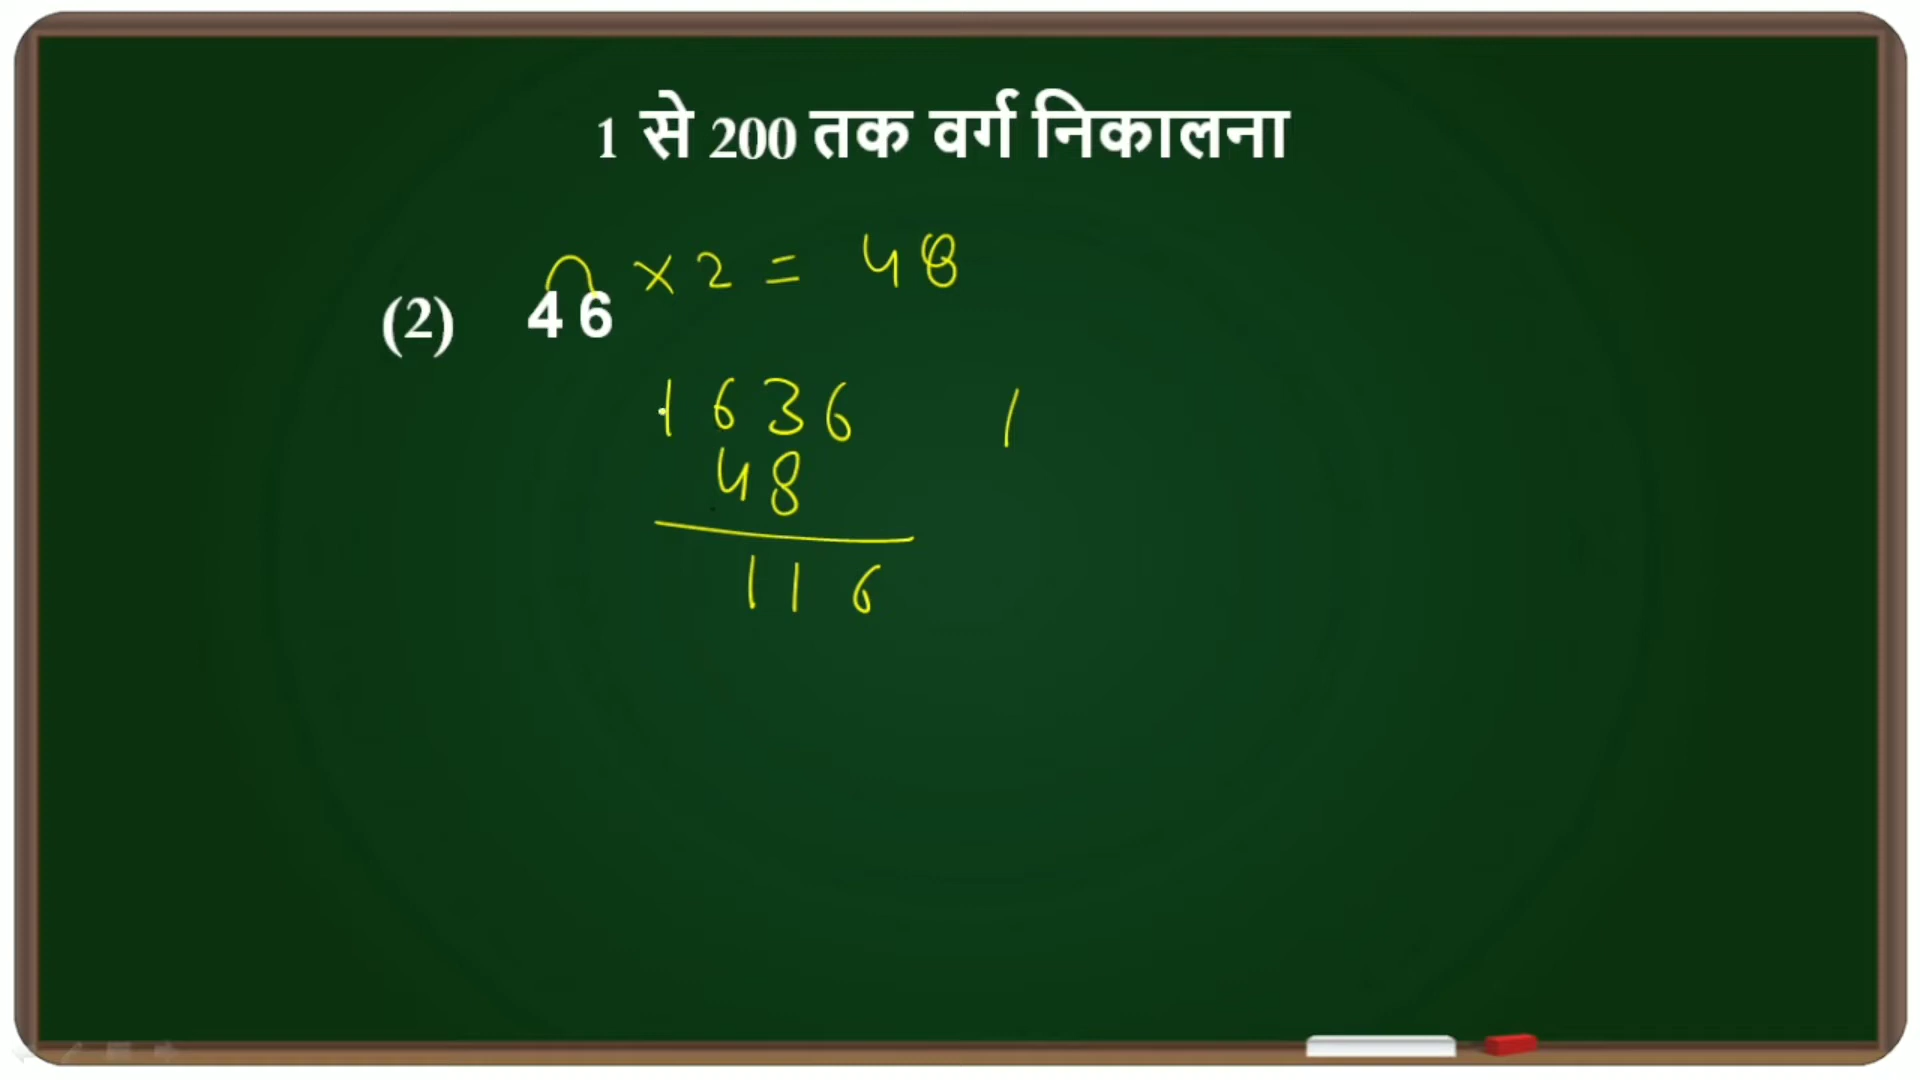 1 से 200 तक वर्ग निकालना
(2) 46 × 2 = 48
1636 1
48
116